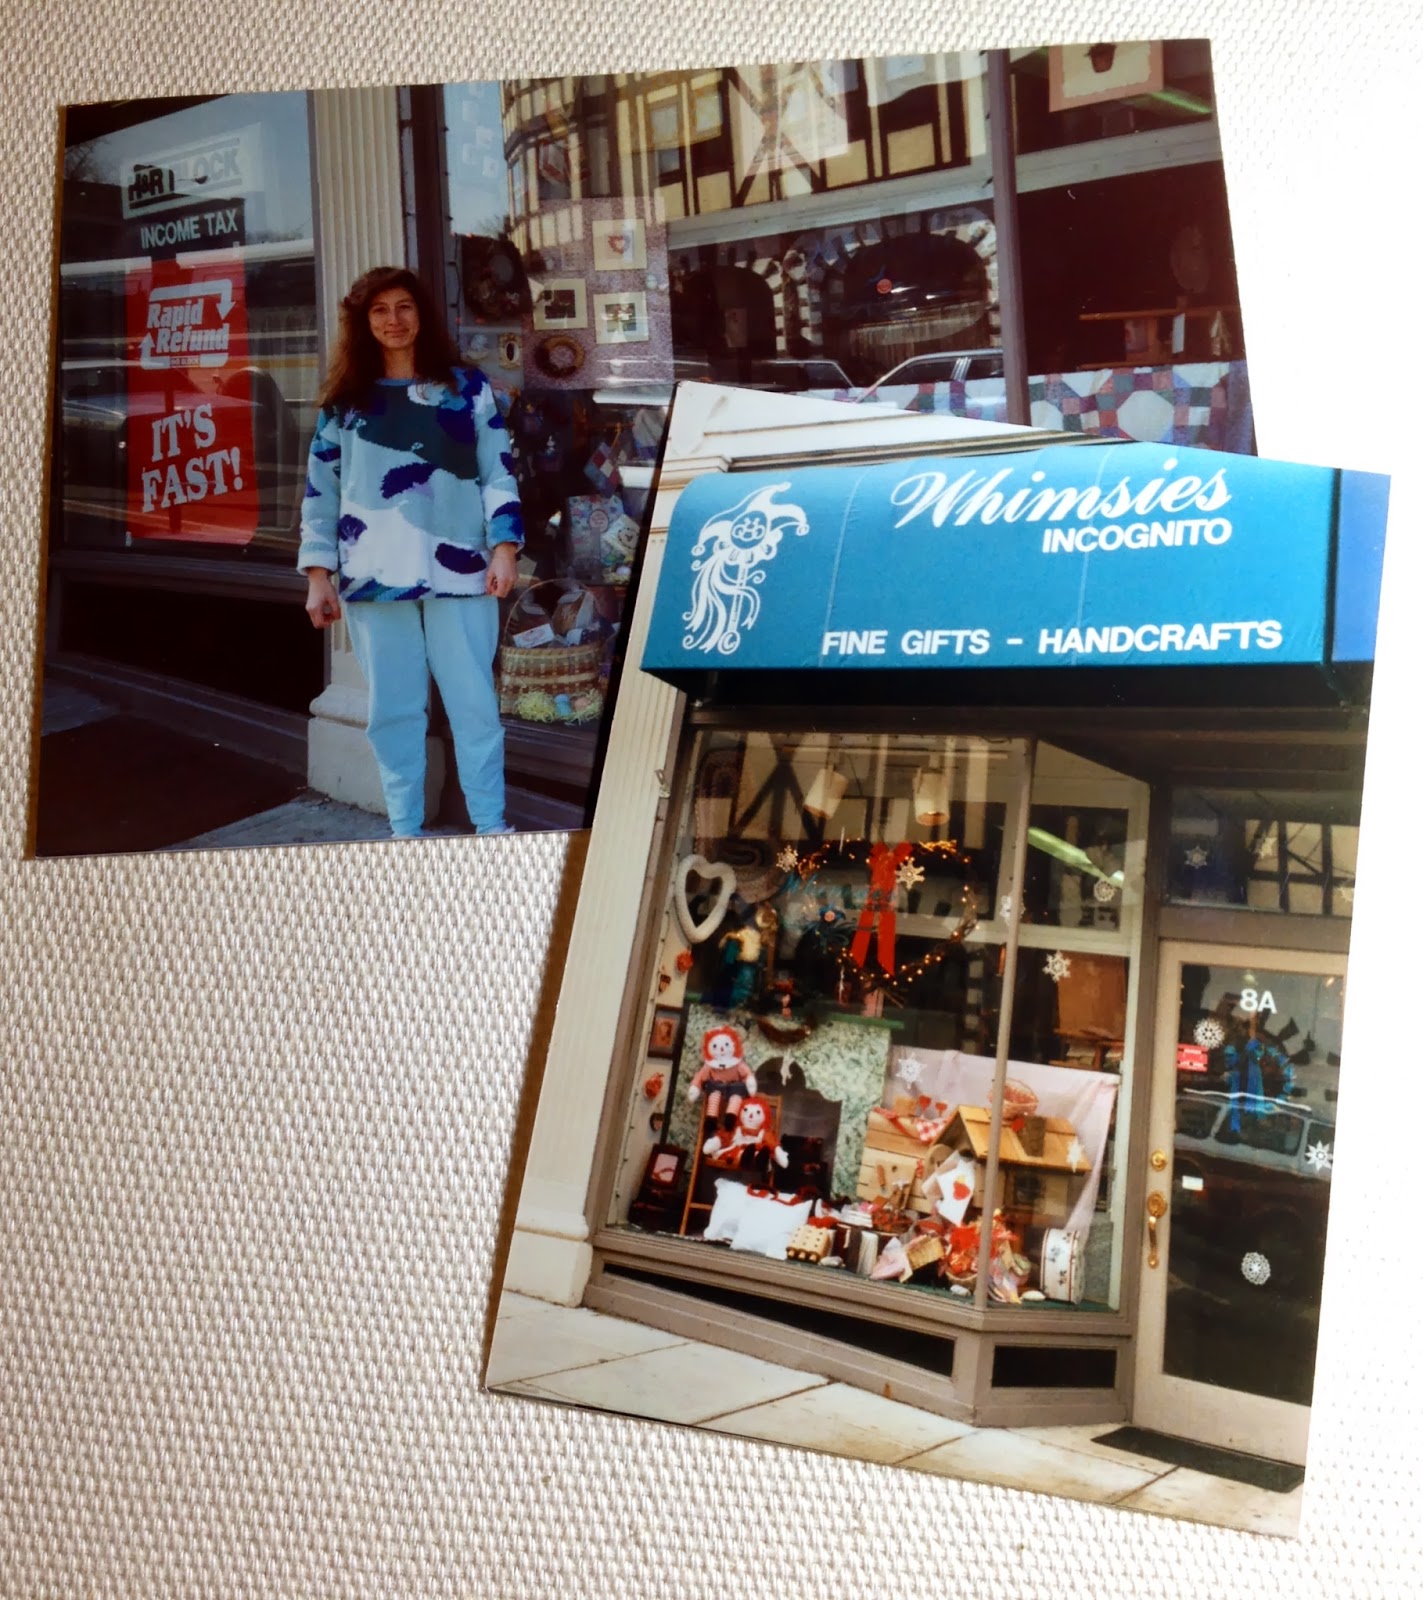 H&R BLOCK
INCOME TAX
Rapid
Refund
IT'S
FAST!
Whimsies
INCOGNITO
FINE GIFTS - HANDCRAFTS
8A